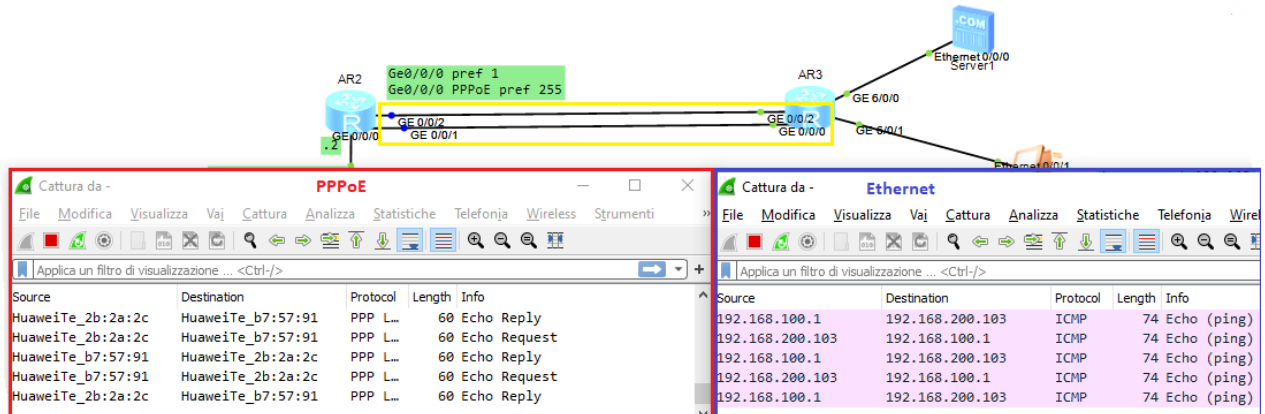 .COM
Ethernet 0/0/0
Server1
AR2
Ge0/0/0 pref 1
Ge0/0/0 PPPoE pref 255
AR3
GE 6/0/0
GE 0/0/2
GE 0/0/2
R
R
GE 0/0/0
GE 0/0/1
GE 0/0/0
GE 6/0/1
.2
Ethernet 0/0/1
Cattura da -
PPPoE
File Modifica Visualizza Vai Cattura Analizza Statistiche Telefonia Wireless Strumenti »
Applica un filtro di visualizzazione ... <Ctrl-/>
+
Source Destination Protocol Length Info
HuaweiTe_2b:2a:2c HuaweiTe_b7:57:91 PPP L... 60 Echo Reply
HuaweiTe_2b:2a:2c HuaweiTe_b7:57:91 PPP L... 60 Echo Request
HuaweiTe_b7:57:91 HuaweiTe_2b:2a:2c PPP L... 60 Echo Reply
HuaweiTe_b7:57:91 HuaweiTe_2b:2a:2c PPP L... 60 Echo Request
HuaweiTe_2b:2a:2c HuaweiTe_b7:57:91 PPP L... 60 Echo Reply
Cattura da -
Ethernet
File Modifica Visualizza Vai Cattura Analizza Statistiche Telefonia Wirel
Applica un filtro di visualizzazione ... <Ctrl-/>
Source Destination Protocol Length Info
192.168.100.1 192.168.200.103 ICMP 74 Echo (ping)
192.168.200.103 192.168.100.1 ICMP 74 Echo (ping)
192.168.100.1 192.168.200.103 ICMP 74 Echo (ping)
192.168.200.103 192.168.100.1 ICMP 74 Echo (ping)
192.168.100.1 192.168.200.103 ICMP 74 Echo (ping)